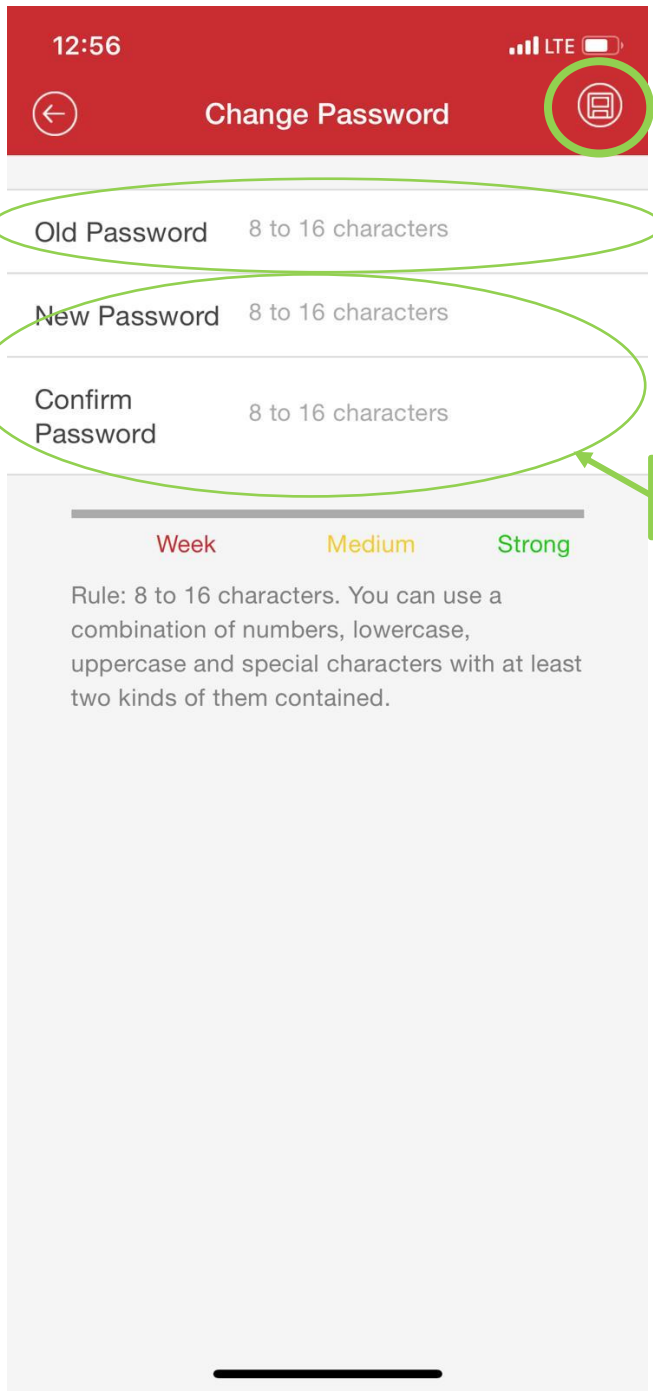 12:56 LTE
Change Password
Old Password 8 to 16 characters
New Password 8 to 16 characters
Confirm
Password 8 to 16 characters
Week Medium Strong
Rule: 8 to 16 characters. You can use a
combination of numbers, lowercase,
uppercase and special characters with at least
two kinds of them contained.